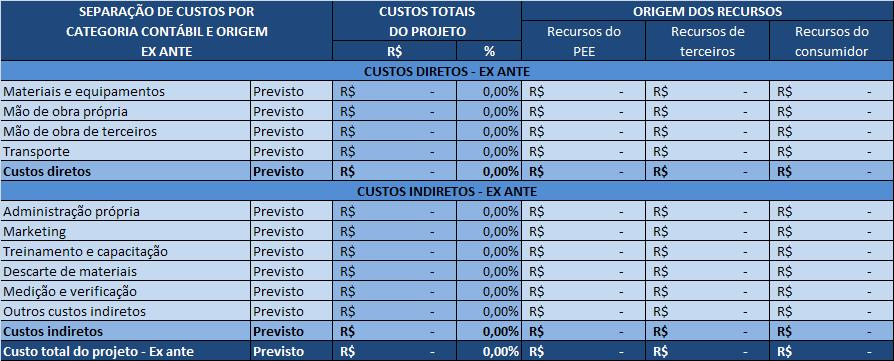 SEPARAÇÃO DE CUSTOS POR CATEGORIA CONTÁBIL E ORIGEM EX ANTE CUSTOS TOTAIS DO PROJETO ORIGEM DOS RECURSOS
R$ % Recursos do PEE Recursos de terceiros Recursos do consumidor
CUSTOS DIRETOS - EX ANTE
Materiais e equipamentos Previsto R$ - 0,00% R$ - R$ - R$ -
Mão de obra própria Previsto R$ - 0,00% R$ - R$ - R$ -
Mão de obra de terceiros Previsto R$ - 0,00% R$ - R$ - R$ -
Transporte Previsto R$ - 0,00% R$ - R$ - R$ -
Custos diretos Previsto R$ - 0,00% R$ - R$ - R$ -
CUSTOS INDIRETOS - EX ANTE
Administração própria Previsto R$ - 0,00% R$ - R$ - R$ -
Marketing Previsto R$ - 0,00% R$ - R$ - R$ -
Treinamento e capacitação Previsto R$ - 0,00% R$ - R$ - R$ -
Descarte de materiais Previsto R$ - 0,00% R$ - R$ - R$ -
Medição e verificação Previsto R$ - 0,00% R$ - R$ - R$ -
Outros custos indiretos Previsto R$ - 0,00% R$ - R$ - R$ -
Custos indiretos Previsto R$ - 0,00% R$ - R$ - R$ -
Custo total do projeto - Ex ante Previsto R$ - 0,00% R$ - R$ - R$ -